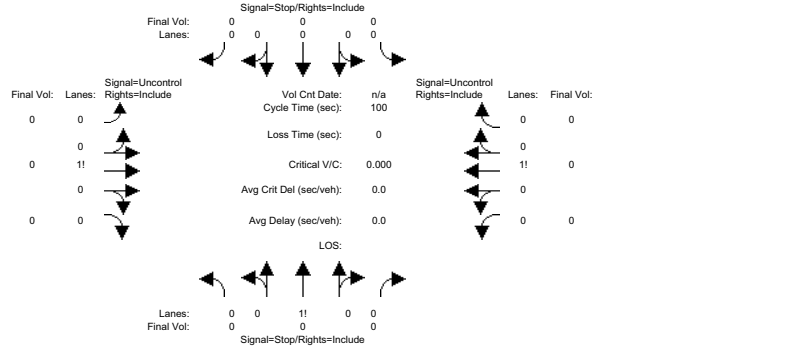 Signal=Stop/Rights=Include
Final Vol: 0 0 0
Lanes: 0 0 0 0 0
Signal=Uncontrol Signal=Uncontrol
Final Vol: Lanes: Rights=Include Vol Cnt Date: n/a Rights=Include Lanes: Final Vol:
Cycle Time (sec): 100
0 0 0 0
Loss Time (sec): 0
0 0
0 1! Critical V/C: 0.000 1! 0
0 Avg Crit Del (sec/veh): 0.0 0
0 0 Avg Delay (sec/veh): 0.0 0 0
LOS:
Lanes: 0 0 1! 0 0
Final Vol: 0 0 0
Signal=Stop/Rights=Include